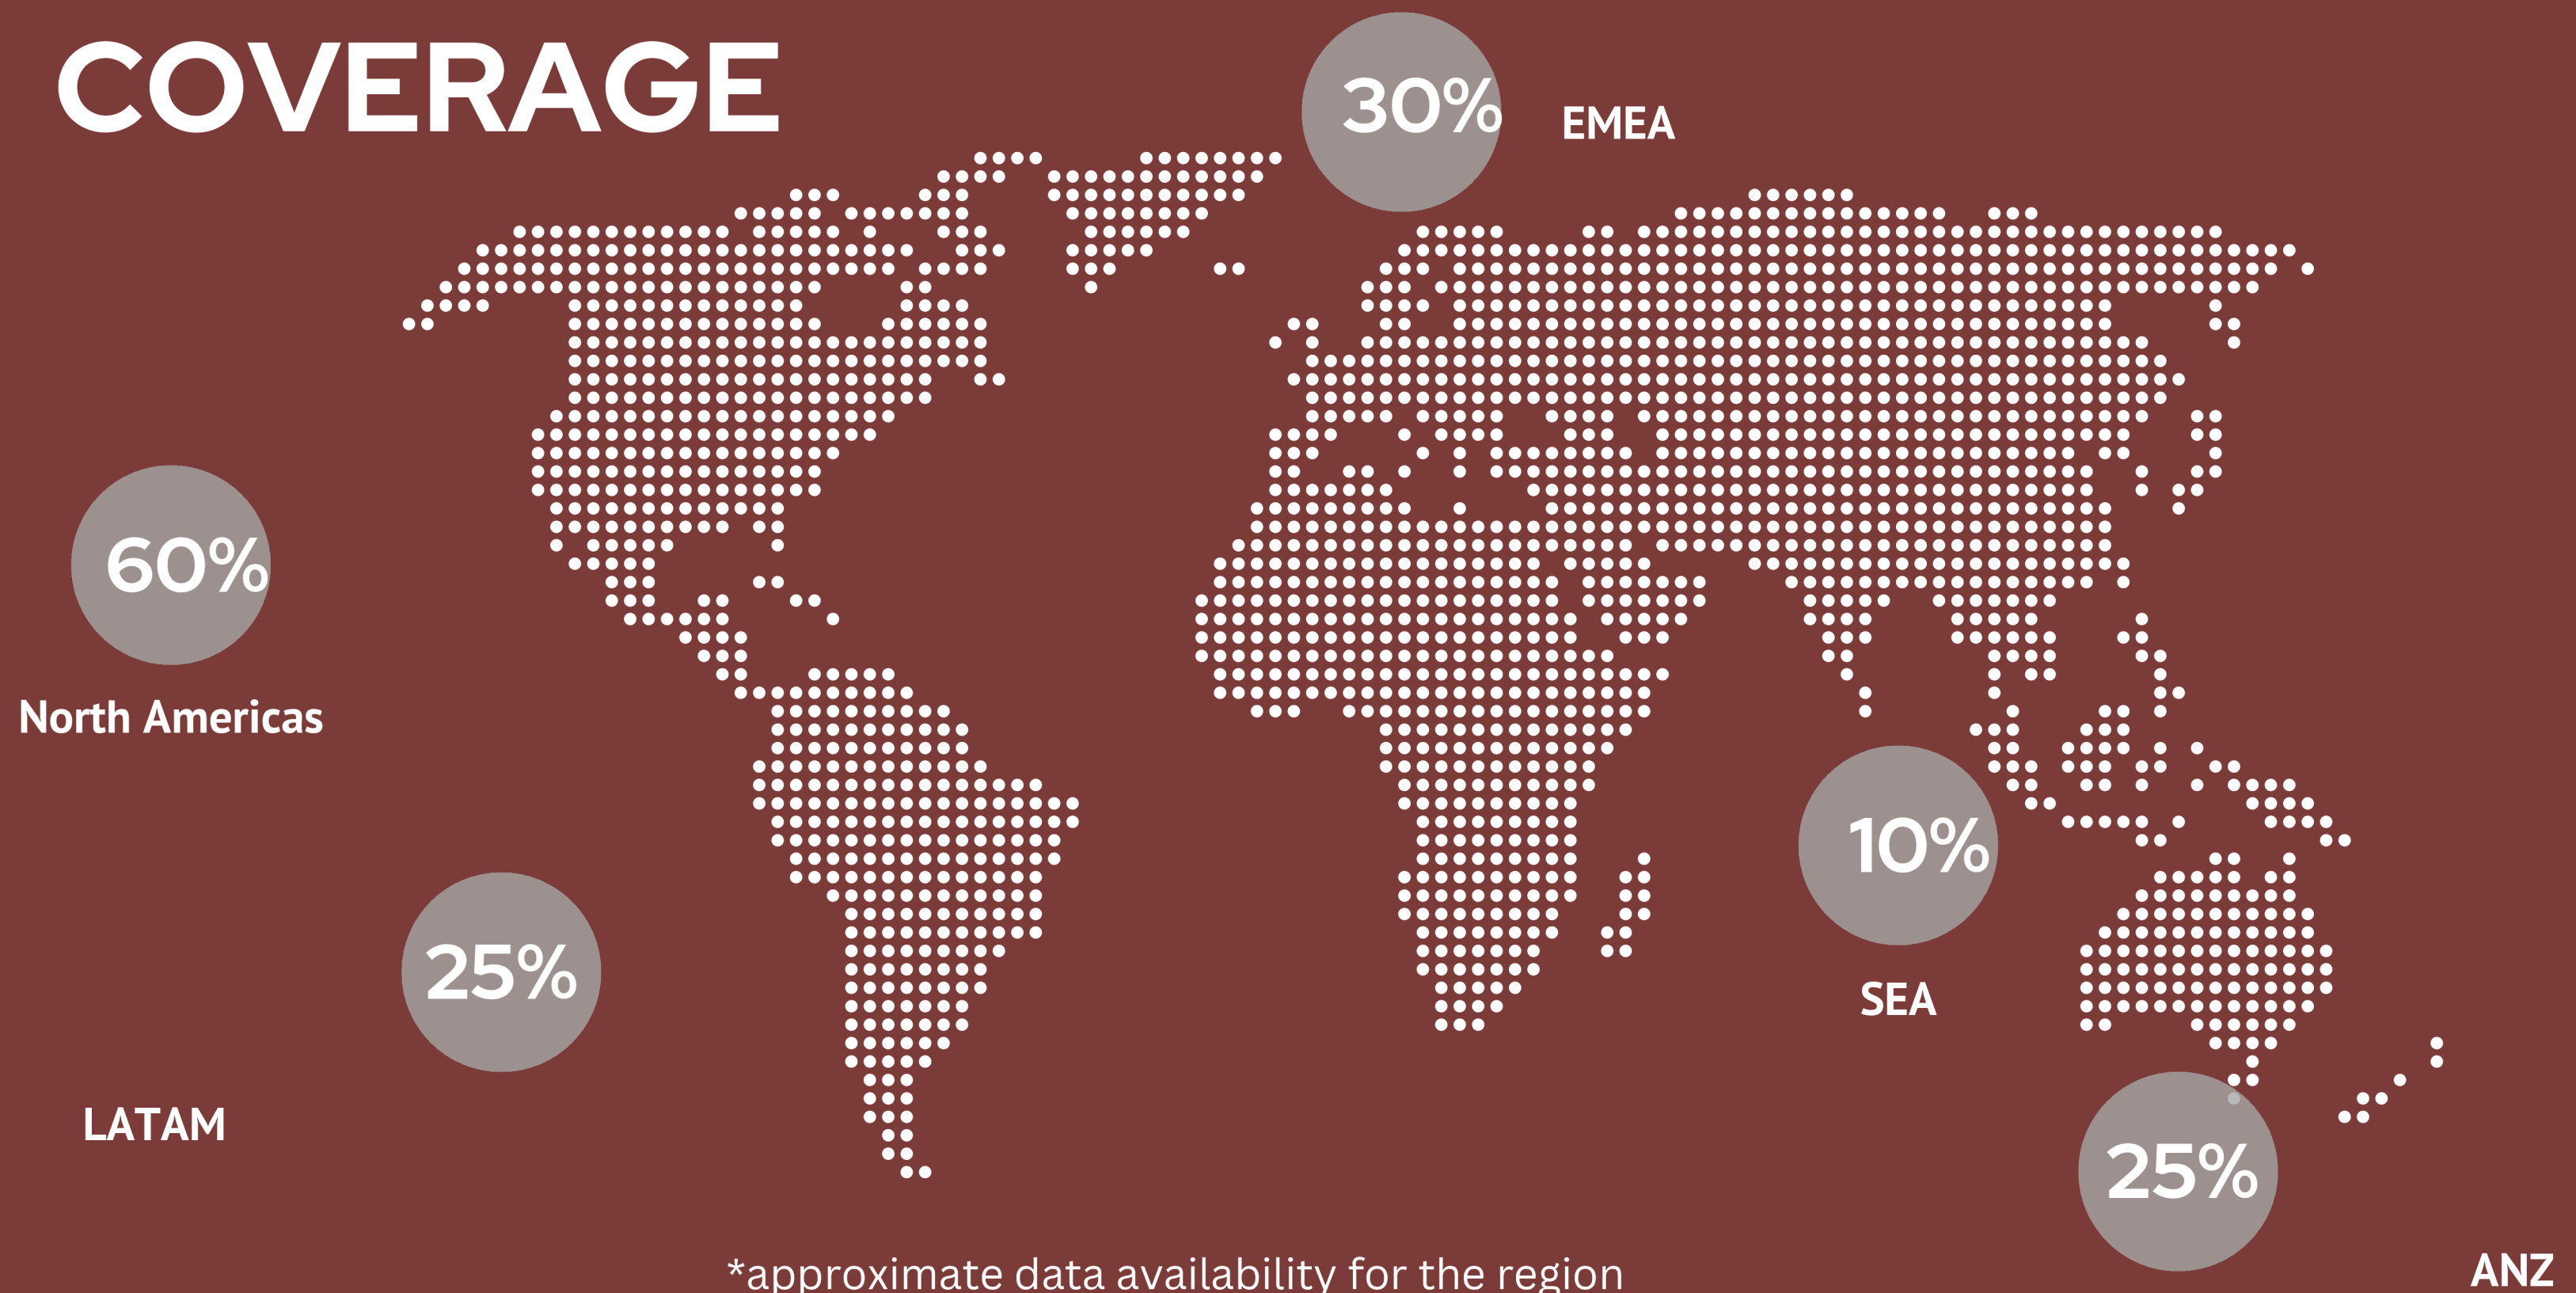 COVERAGE
30%
EMEA
60%
North Americas
10%
SEA
25%
LATAM
25%
ANZ
*approximate data availability for the region